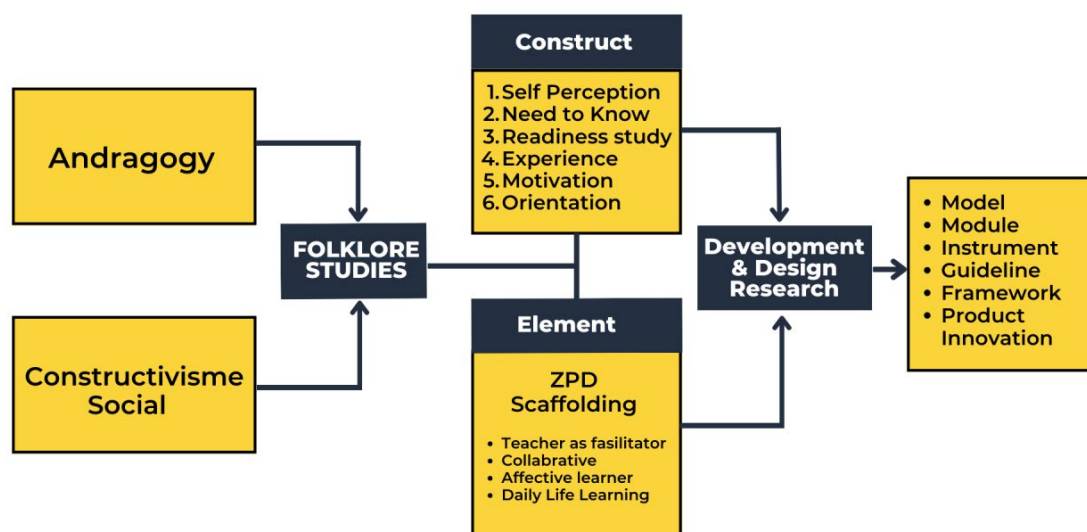 Andragogy
Constructivisme
Social
FOLKLORE
STUDIES
Construct
1. Self Perception
2. Need to Know
3. Readiness study
4. Experience
5. Motivation
6. Orientation
Element
ZPD
Scaffolding
• Teacher as fasilitator
• Collabrative
• Affective learner
• Daily Life Learning
Development
& Design
Research
• Model
• Module
• Instrument
• Guideline
• Framework
• Product
Innovation